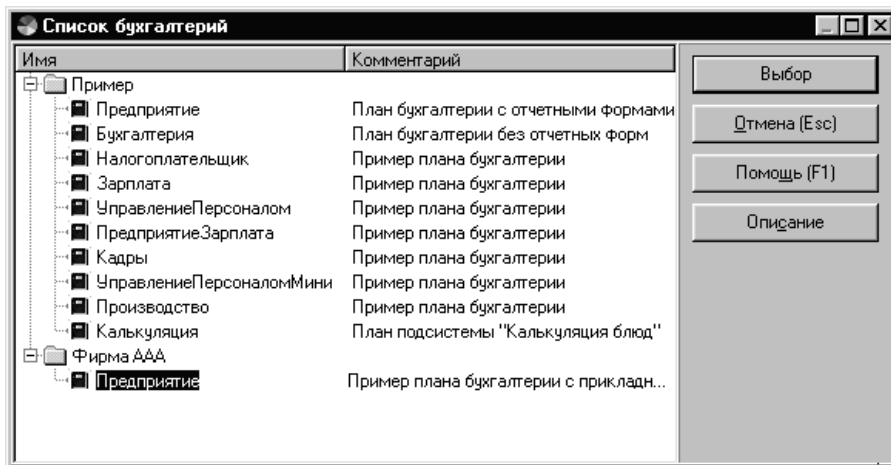 Список бухгалтерий
Имя Комментарий
Пример
Предприятие План бухгалтерии с отчетными формами
Бухгалтерия План бухгалтерии без отчетных форм
Налогоплательщик Пример плана бухгалтерии
Зарплата Пример плана бухгалтерии
УправлениеПерсоналом Пример плана бухгалтерии
ПредприятиеЗарплата Пример плана бухгалтерии
Кадры Пример плана бухгалтерии
УправлениеПерсоналомМини Пример плана бухгалтерии
Производство Пример плана бухгалтерии
Калькуляция План подсистемы "Калькуляция блюд"
Фирма ААА
Предприятие Пример плана бухгалтерии с прикладн...
Выбор
Отмена (Esc)
Помощь (F1)
Описание